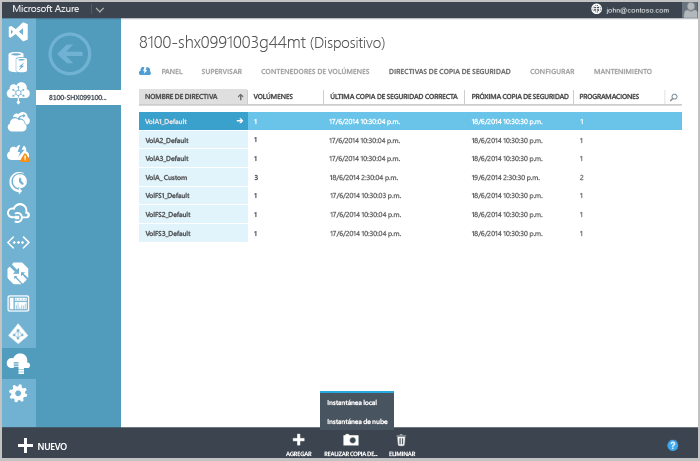 Microsoft Azure
john@contoso.com
8100-SHX099100...
8100-shx0991003g44mt (Dispositivo)
PANEL SUPERVISAR CONTENEDORES DE VOLÚMENES DIRECTIVAS DE COPIA DE SEGURIDAD CONFIGURAR MANTENIMIENTO
NOMBRE DE DIRECTIVA VOLÚMENES ÚLTIMA COPIA DE SEGURIDAD CORRECTA PRÓXIMA COPIA DE SEGURIDAD PROGRAMACIONES
VolA1_Default 1 17/6/2014 10:30:04 p.m. 18/6/2014 10:30:30 p.m. 1
VolA2_Default 1 17/6/2014 10:30:04 p.m. 18/6/2014 10:30:30 p.m. 1
VolA3_Default 1 17/6/2014 10:30:04 p.m. 18/6/2014 10:30:30 p.m. 1
VolA_ Custom 3 18/6/2014 2:30:04 p.m. 19/6/2014 2:30:30 p.m. 2
VolFS1_Default 1 17/6/2014 10:30:03 p.m. 18/6/2014 10:30:30 p.m. 1
VolFS2_Default 1 17/6/2014 10:30:04 p.m. 18/6/2014 10:30:30 p.m. 1
VolFS3_Default 1 17/6/2014 10:30:04 p.m. 18/6/2014 10:30:30 p.m. 1
Instantánea local
Instantánea de nube
NUEVO
AGREGAR REALIZAR COPIA DE... ELIMINAR
?